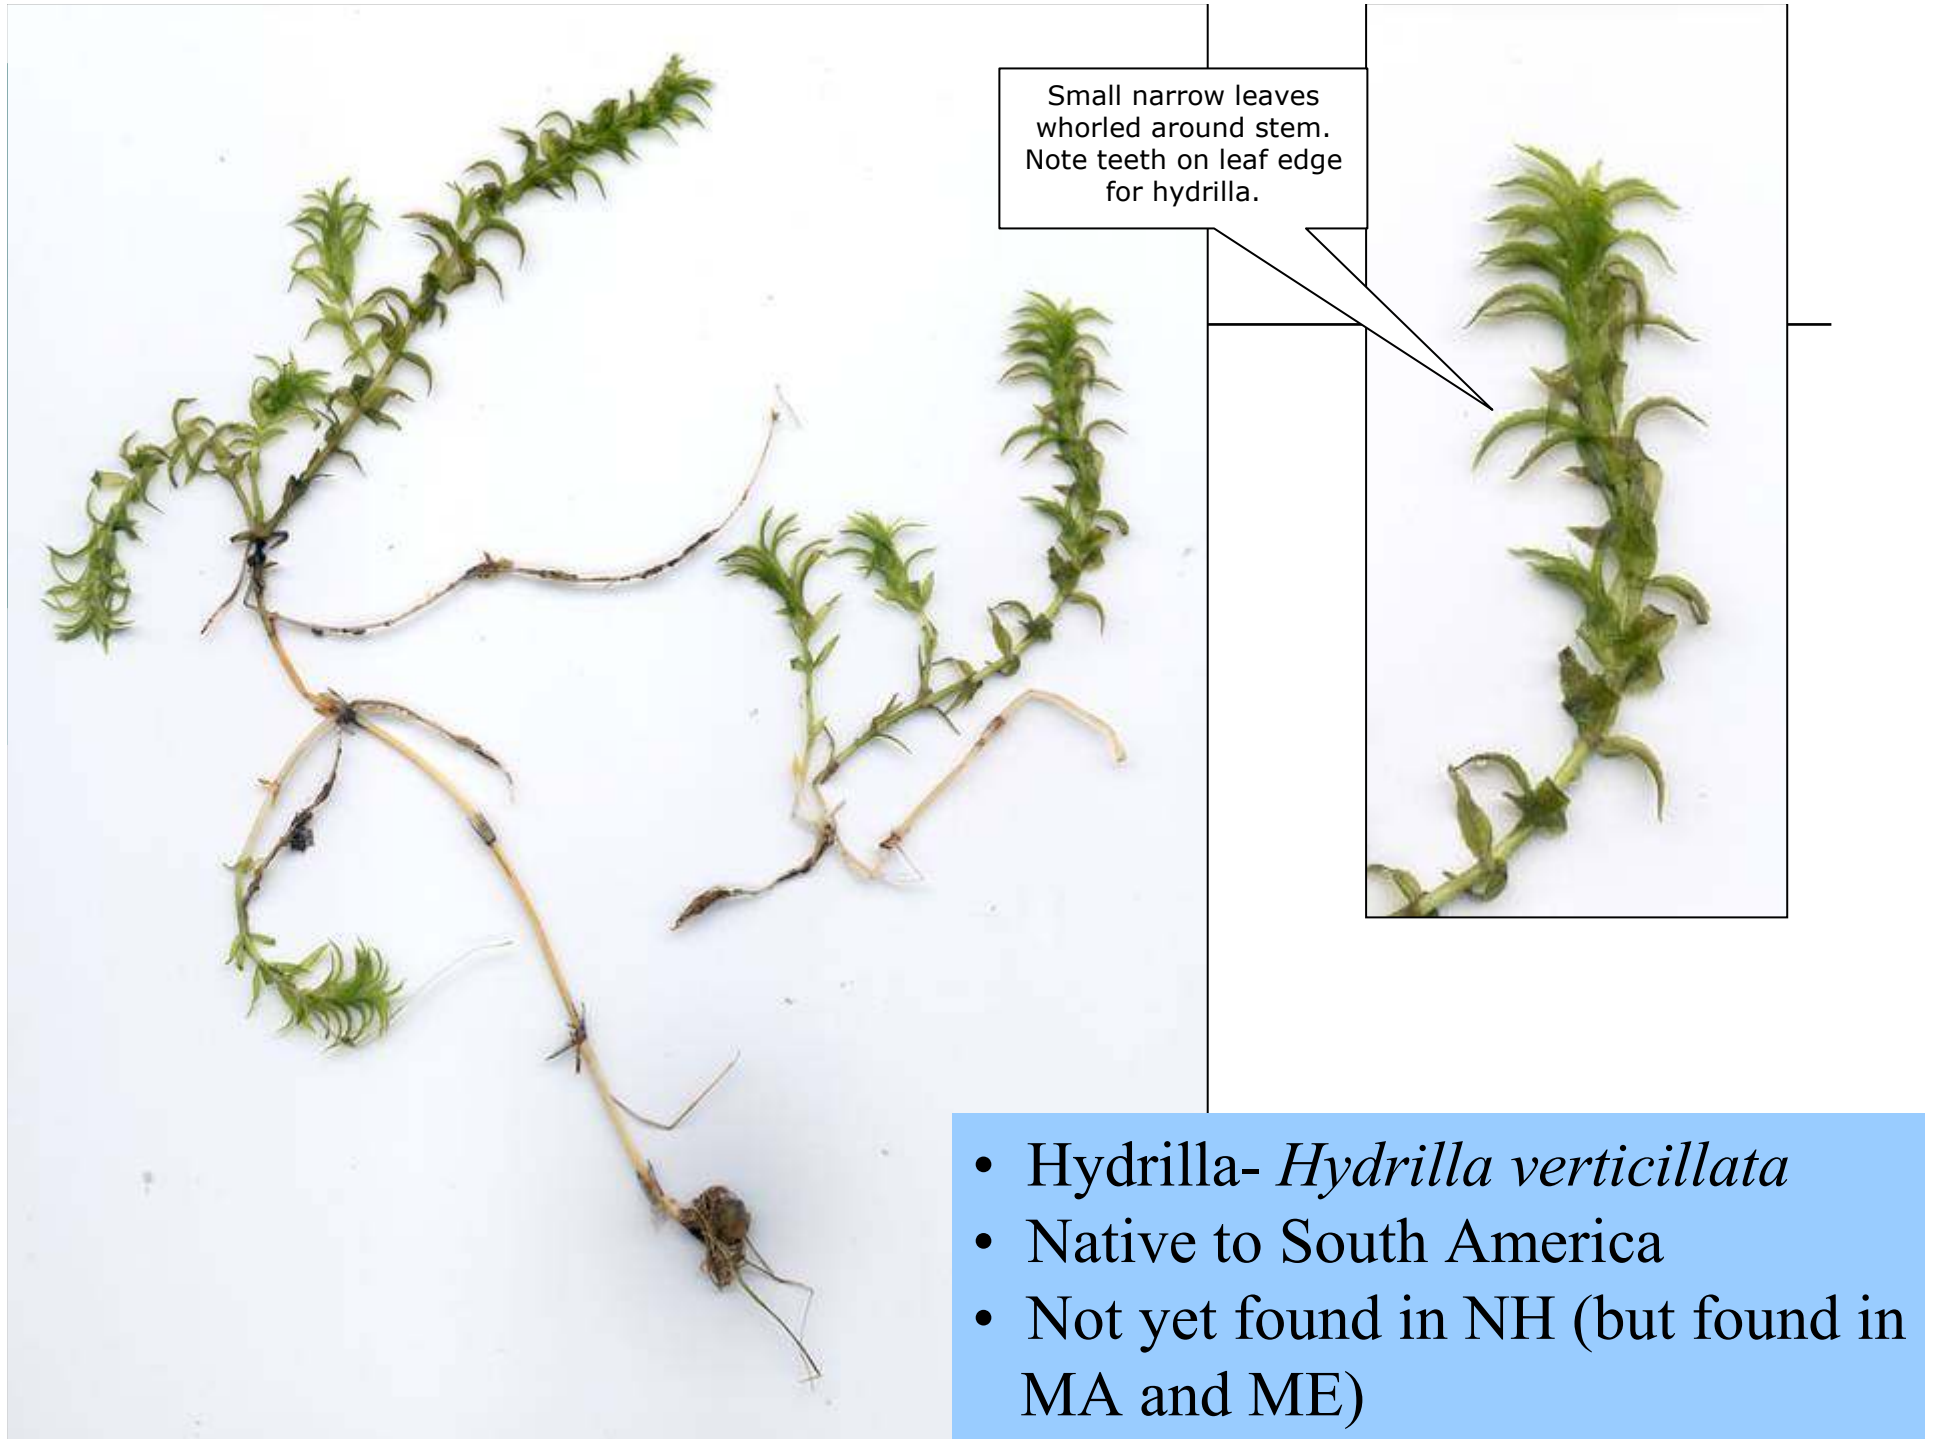 Small narrow leaves
whorled around stem.
Note teeth on leaf edge
for hydrilla.
• Hydrilla- Hydrilla verticillata
• Native to South America
• Not yet found in NH (but found in
MA and ME)